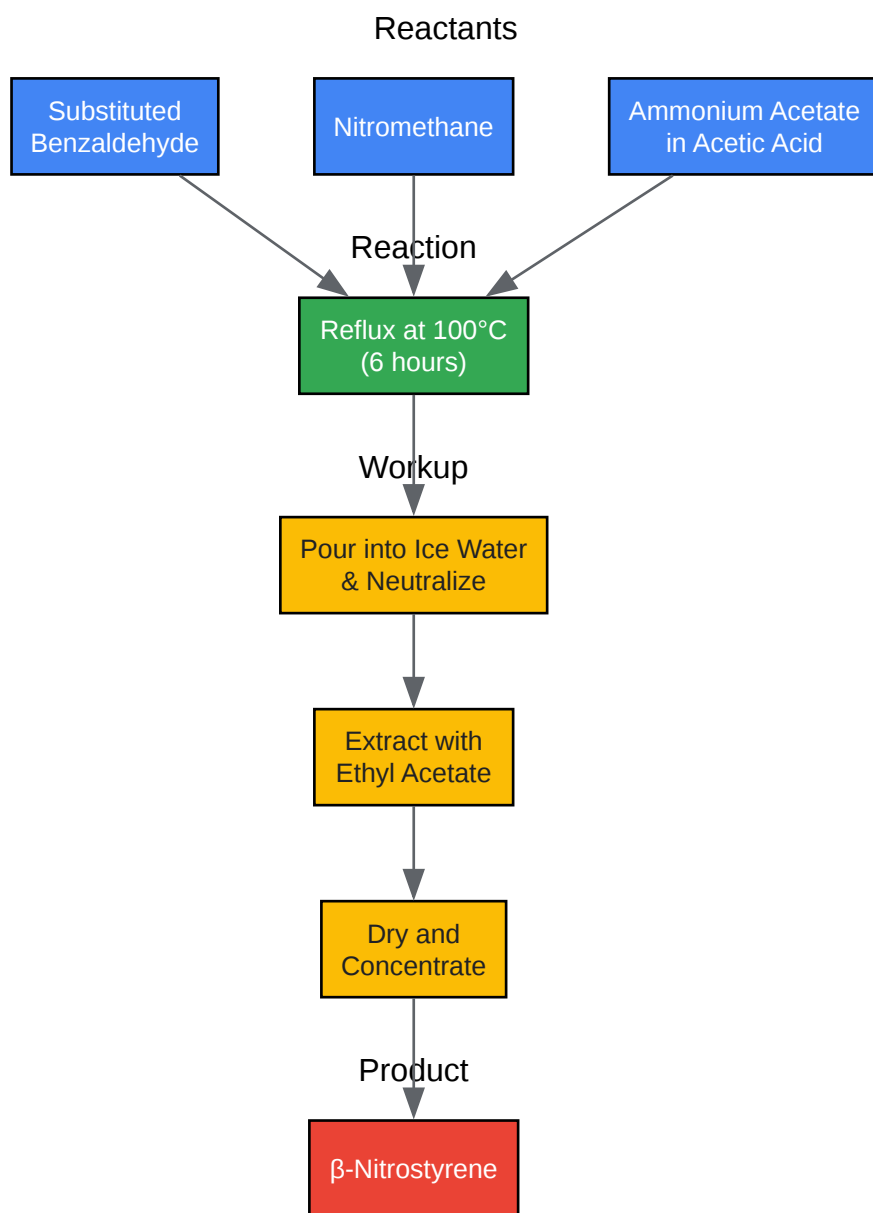 Reactants
Substituted
Benzaldehyde
Nitromethane
Ammonium Acetate
in Acetic Acid
Reaction
Reflux at 100°C
(6 hours)
Workup
Pour into Ice Water
& Neutralize
Extract with
Ethyl Acetate
Dry and
Concentrate
Product
β-Nitrostyrene